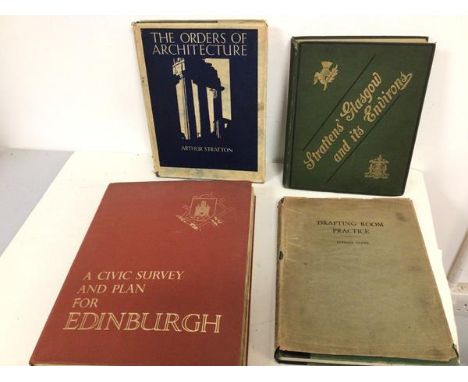 THE ORDERS OF
ARCHITECTURE
ARTHUR STRATTON
Strattens' Glasgow
and its Environs
A CIVIC SURVEY
AND PLAN
FOR
EDINBURGH
DRAFTING ROOM
PRACTICE